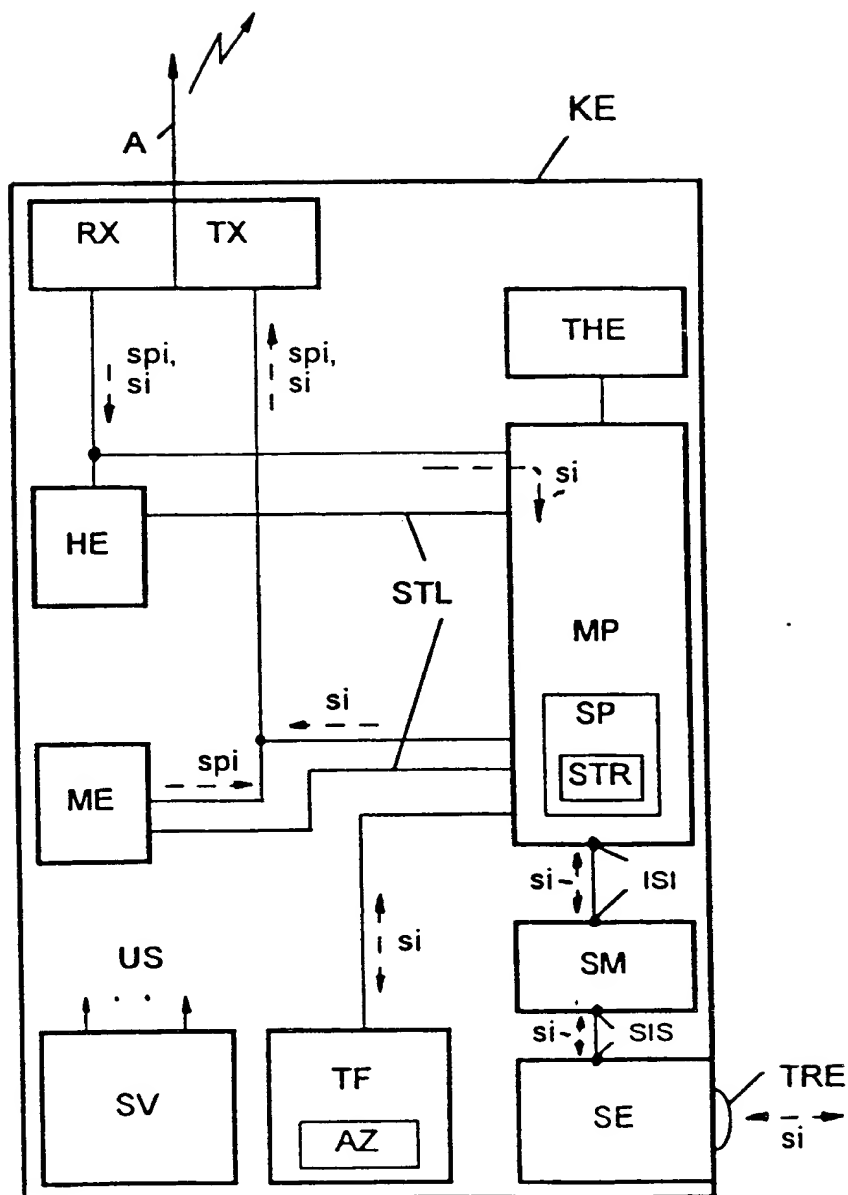 KE
A
RX TX
THE
spi,
si
spi,
si
si
HE
STL
MP
si
SP
STR
spi
ME
si
ISI
si
US
SM
si
SIS
SV
TF
AZ
SE
TRE
si